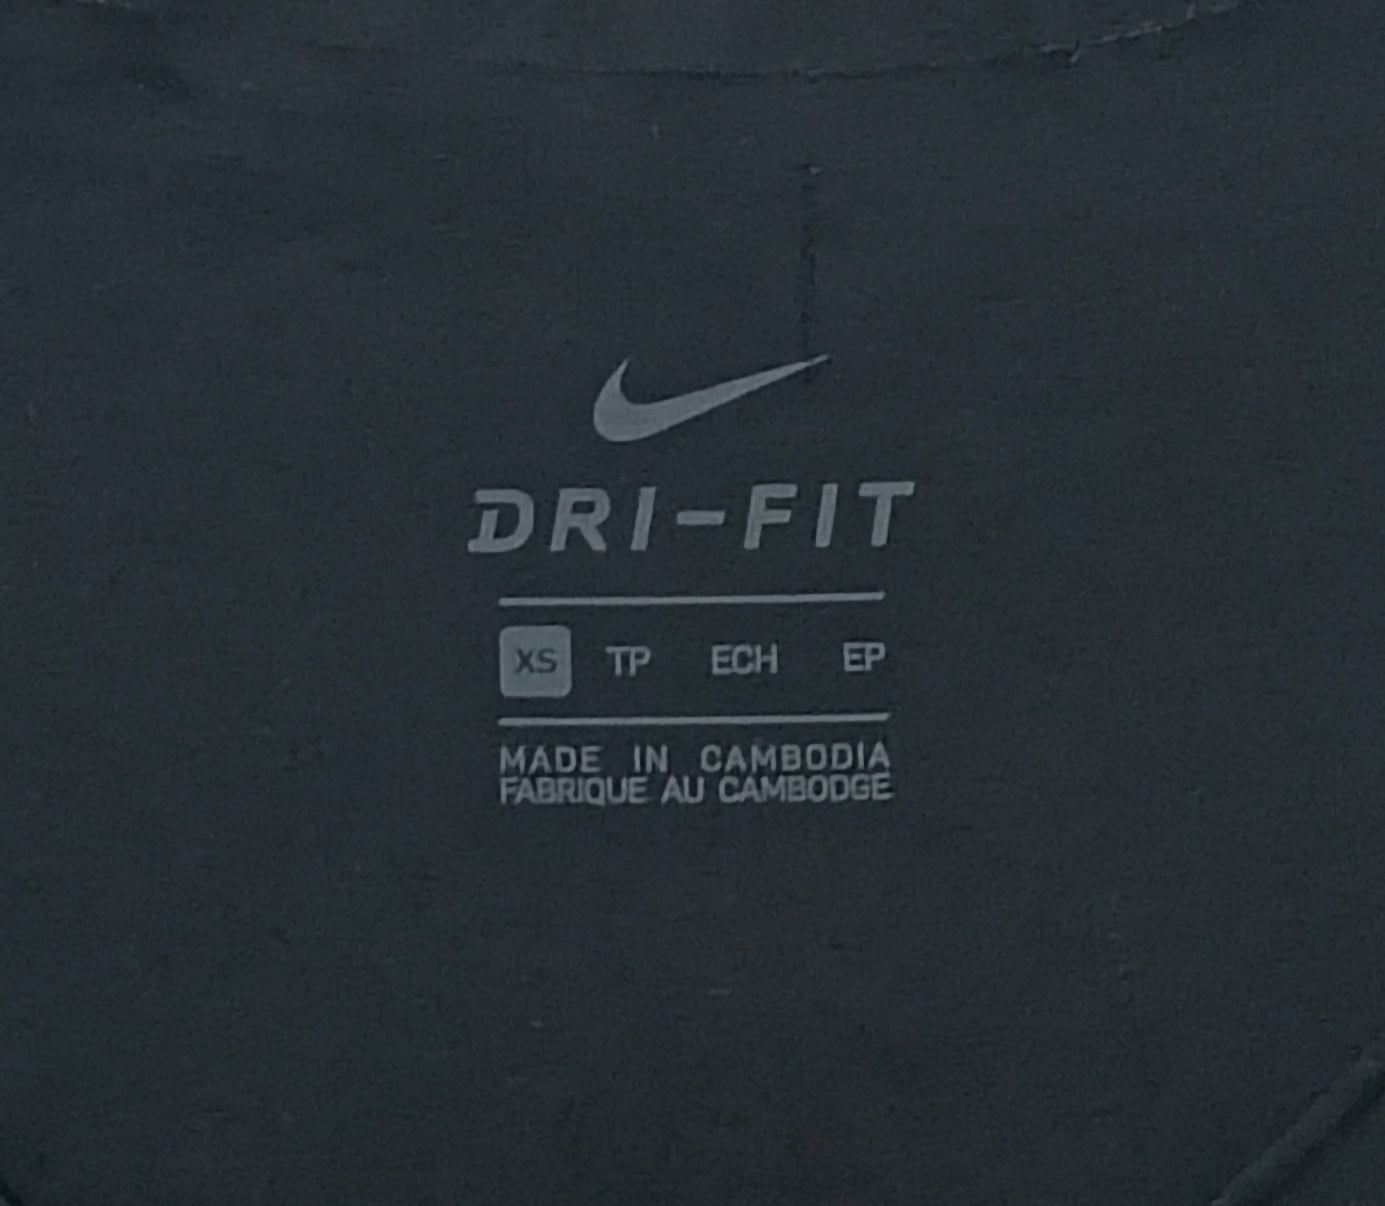 DRI-FIT
XS TP ECH EP
MADE IN CAMBODIA
FABRIQUE AU CAMBODGE